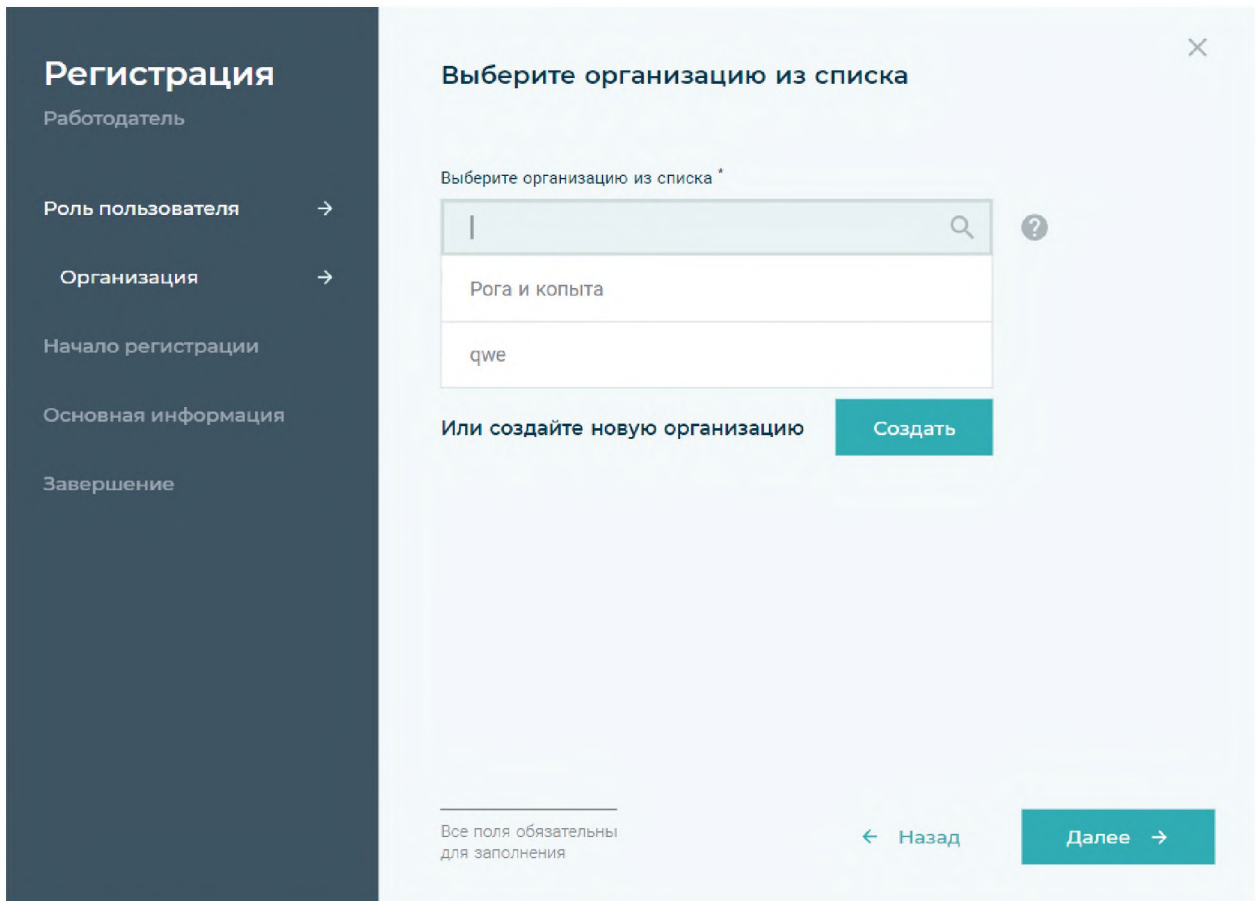 Регистрация
Работодатель
Роль пользователя
Организация
Начало регистрации
Основная информация
Завершение
Выберите организацию из списка
Выберите организацию из списка *
Рога и копыта
qwe
Или создайте новую организацию
Создать
Все поля обязательны
для заполнения
Назад
Далее